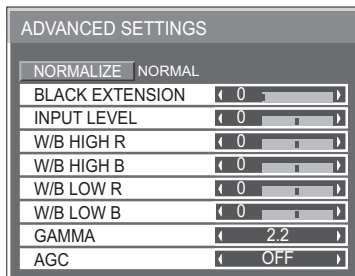 ADVANCED SETTINGS
NORMALIZE NORMAL
BLACK EXTENSION 0
INPUT LEVEL 0
W/B HIGH R 0
W/B HIGH B 0
W/B LOW R 0
W/B LOW B 0
GAMMA 2.2
AGC OFF